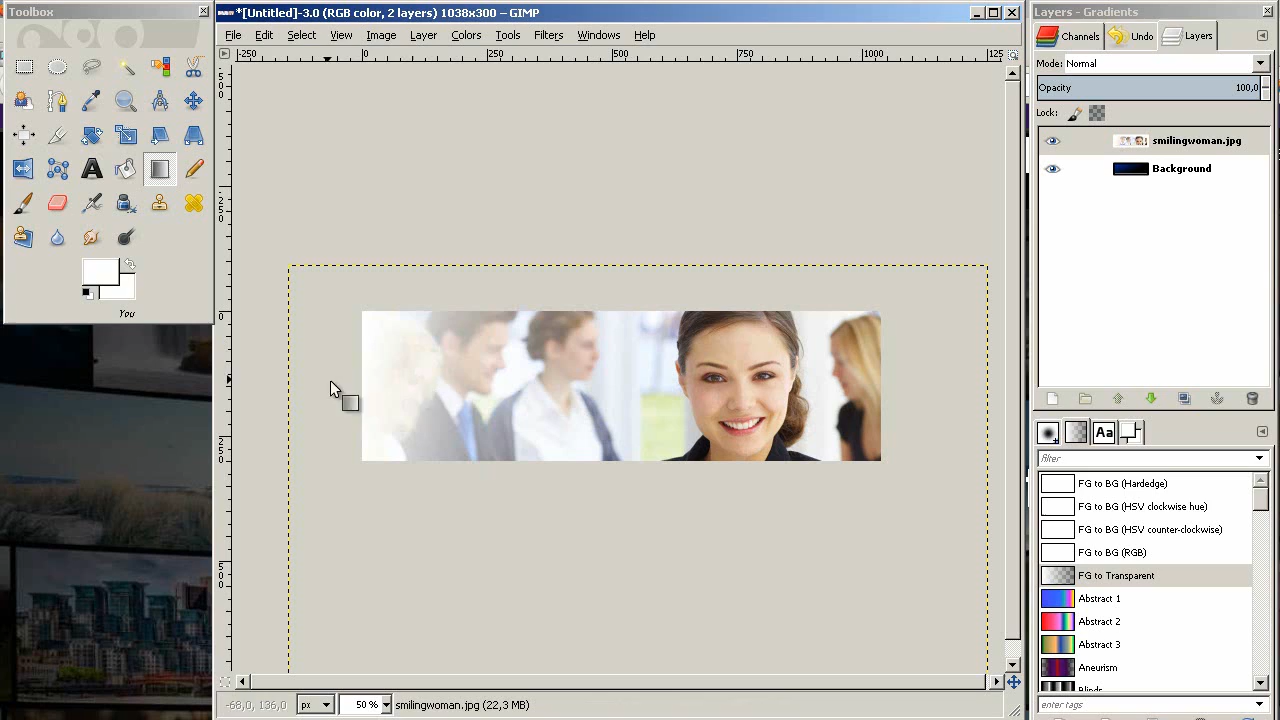 Toolbox
*[Untitled]-3.0 (RGB color, 2 layers) 1038x300 – GIMP
Layers - Gradients
File Edit Select View Image Layer Colors Tools Filters Windows Help
Channels Undo Layers
-250 0 250 500 750 1000 125
Mode: Normal
Opacity 100,0
Lock:
smilingwoman.jpg
Background
You
filter
FG to BG (Hardedge)
FG to BG (HSV clockwise hue)
FG to BG (HSV counter-clockwise)
FG to BG (RGB)
FG to Transparent
Abstract 1
Abstract 2
Abstract 3
Aneurism
Blinds
-68,0, 136,0 px 50 % smilingwoman.jpg (22,3 MB)
enter tags